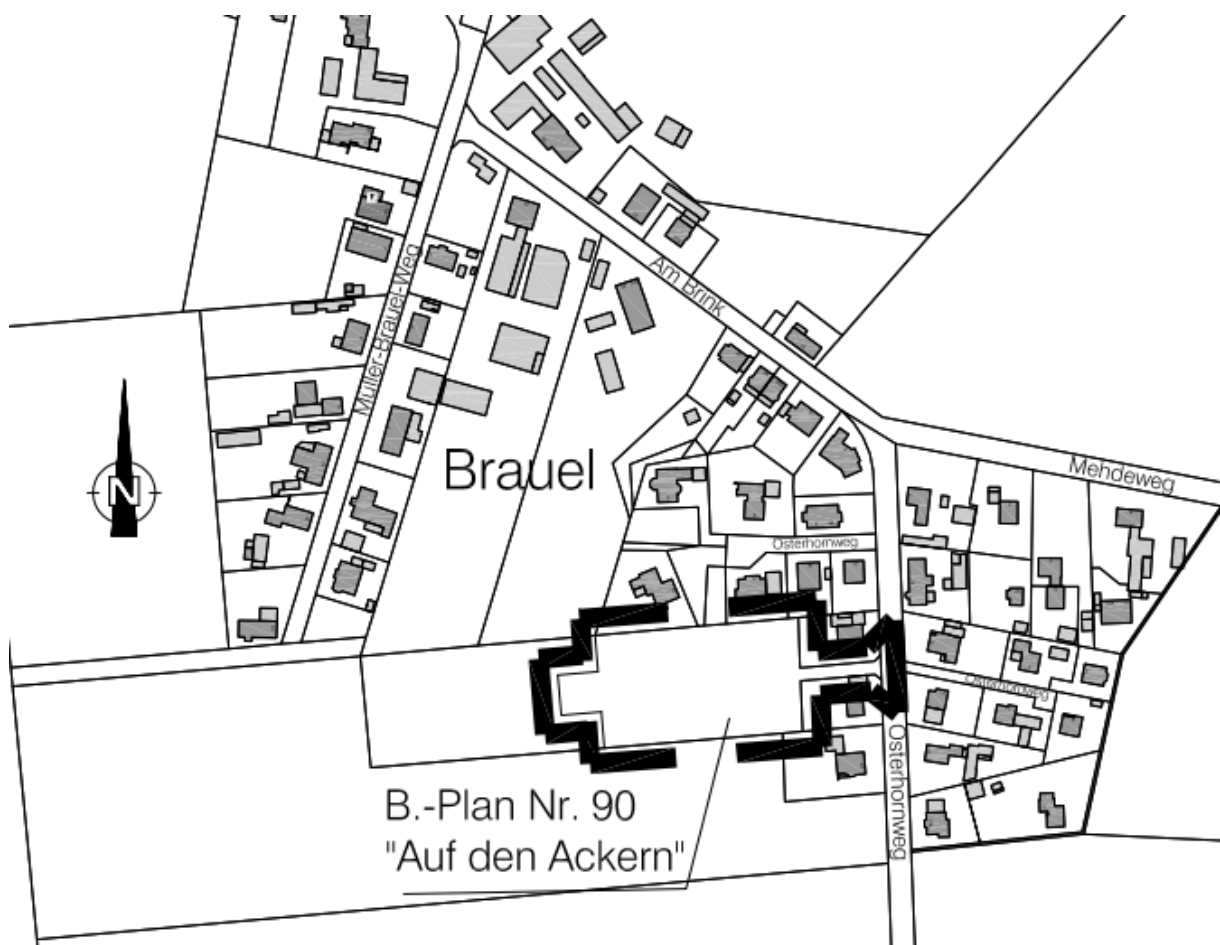 Am Brink
Müller-Brauel-Weg
Brauel
Mehdeweg
N
Osterhornweg
Osterhornweg
Osterhornweg
B.-Plan Nr. 90
"Auf den Ackern"